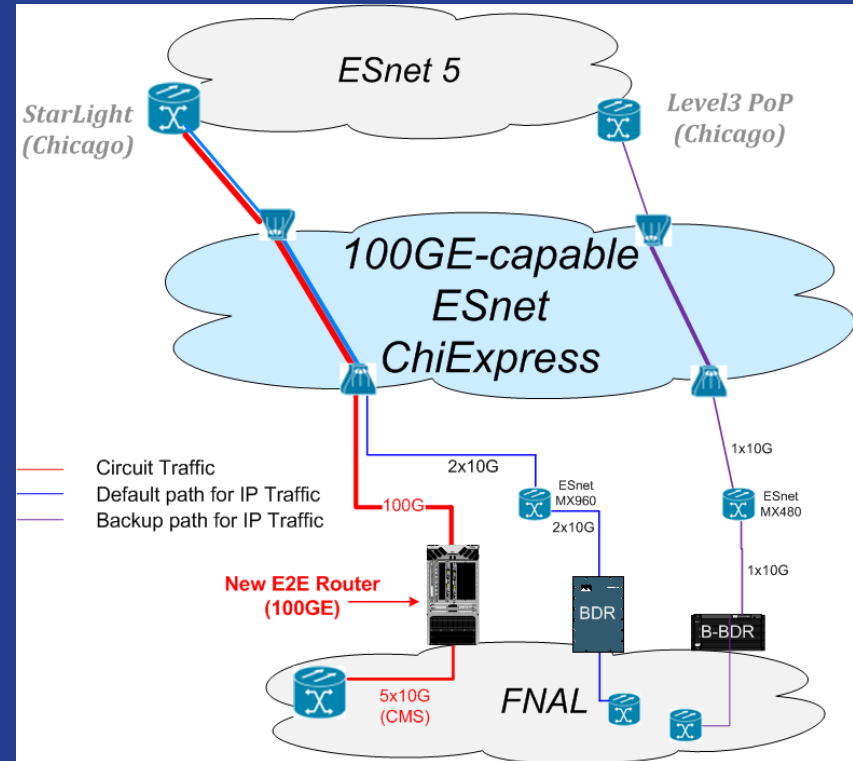 ESnet 5
StarLight
(Chicago)
Level3 PoP
(Chicago)
100GE-capable
ESnet
ChiExpress
Circuit Traffic
Default path for IP Traffic
Backup path for IP Traffic
2x10G
1x10G
100G
ESnet
MX960
2x10G
ESnet
MX480
1x10G
New E2E Router
(100GE)
BDR
B-BDR
5x10G
(CMS)
FNAL